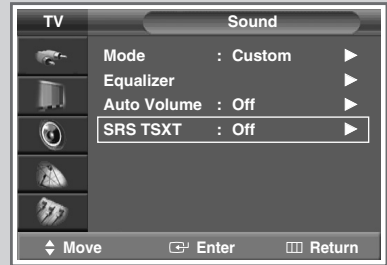 TV Sound
Mode : Custom
Equalizer
Auto Volume : Off
SRS TSXT : Off
Move Enter Return